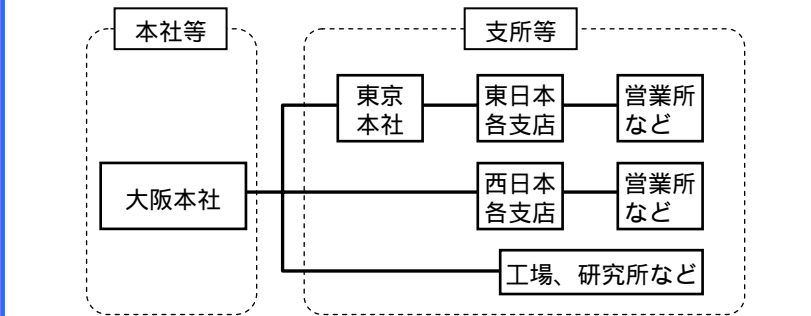 本社等
支所等
東京
本社
東日本
各支店
営業所
など
大阪本社
西日本
各支店
営業所
など
工場、研究所など